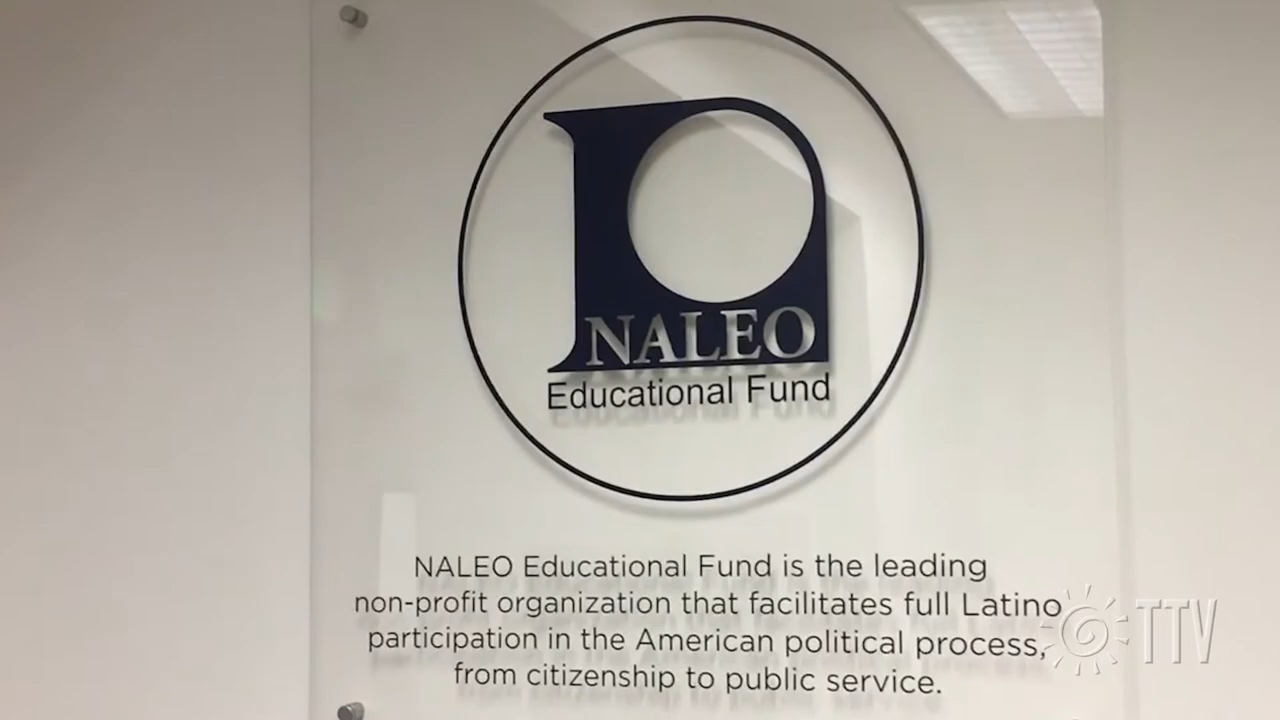 NALEO
Educational Fund
NALEO Educational Fund is the leading
non-profit organization that facilitates full Latino
participation in the American political process,
from citizenship to public service.
TTV